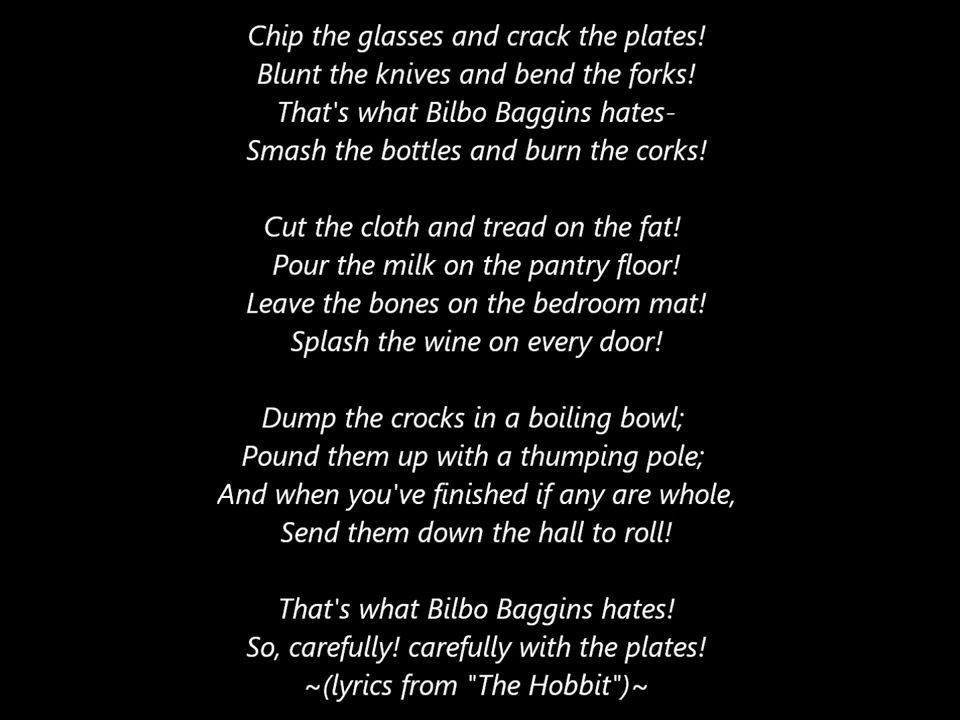 Chip the glasses and crack the plates!
Blunt the knives and bend the forks!
That's what Bilbo Baggins hates-
Smash the bottles and burn the corks!
Cut the cloth and tread on the fat!
Pour the milk on the pantry floor!
Leave the bones on the bedroom mat!
Splash the wine on every door!
Dump the crocks in a boiling bowl;
Pound them up with a thumping pole;
And when you've finished if any are whole,
Send them down the hall to roll!
That's what Bilbo Baggins hates!
So, carefully! carefully with the plates!
~(lyrics from "The Hobbit")~